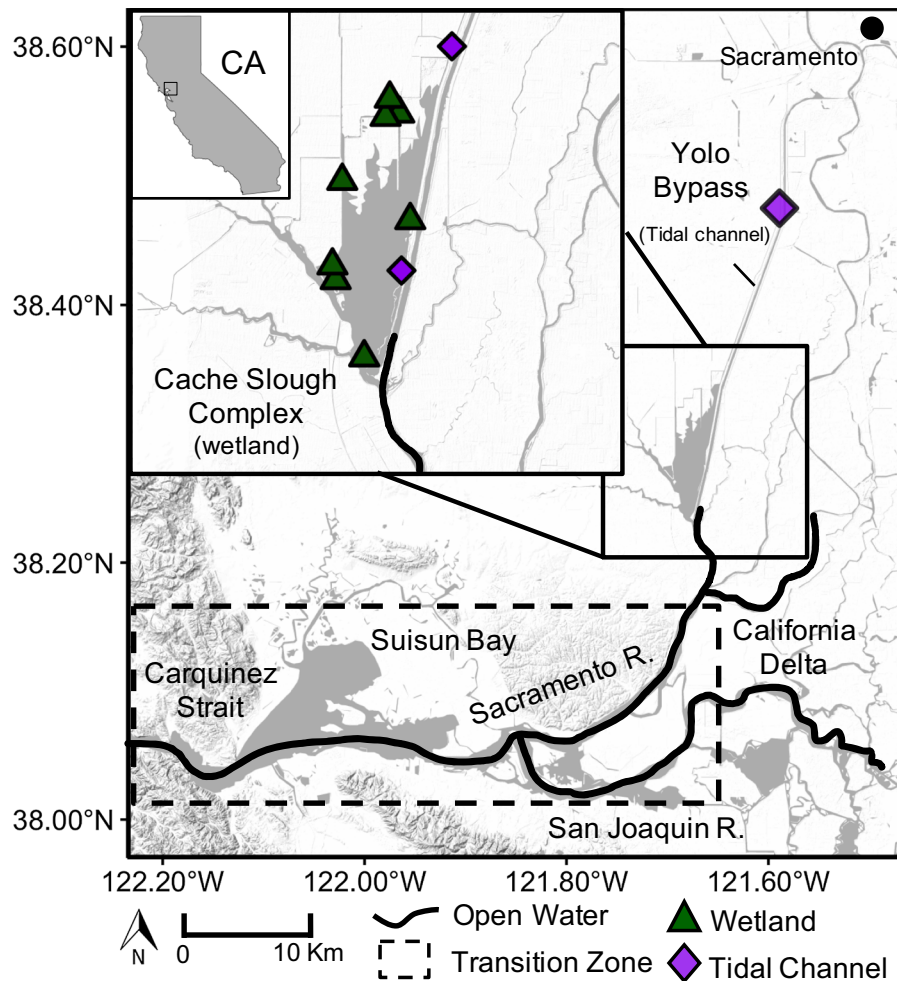 38.60°N
CA
Sacramento
Yolo
Bypass
(Tidal channel)
38.40°N
Cache Slough
Complex
(wetland)
38.20°N
Suisun Bay
California
Delta
Carquinez
Strait
Sacramento R.
38.00°N
San Joaquin R.
122.20°W
122.00°W
121.80°W
121.60°W
N
0
10 Km
Open Water
Transition Zone
Wetland
Tidal Channel